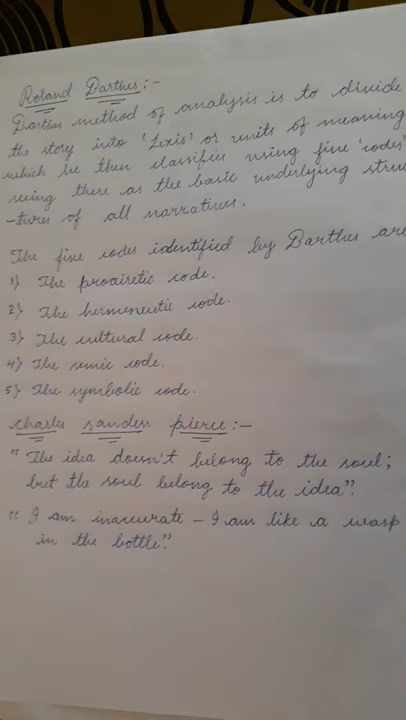 Roland Barthes:-
Barthes method of analysis is to divide
the story into 'Lexis' or units of meaning
which he then classifies using five 'codes'
seeing there as the basic underlying struc
-tures of all narratives.
The five codes identified by Barthes are
1) The proairetic code.
2) The hermeneutic code.
3) The cultural code.
4) The semic code.
5) The symbolic code.
Charles sanders pierce:-
"The idea doesn't belong to the soul;
but the soul belong to the idea".
"I am inaccurate - I am like a wasp
in the bottle".